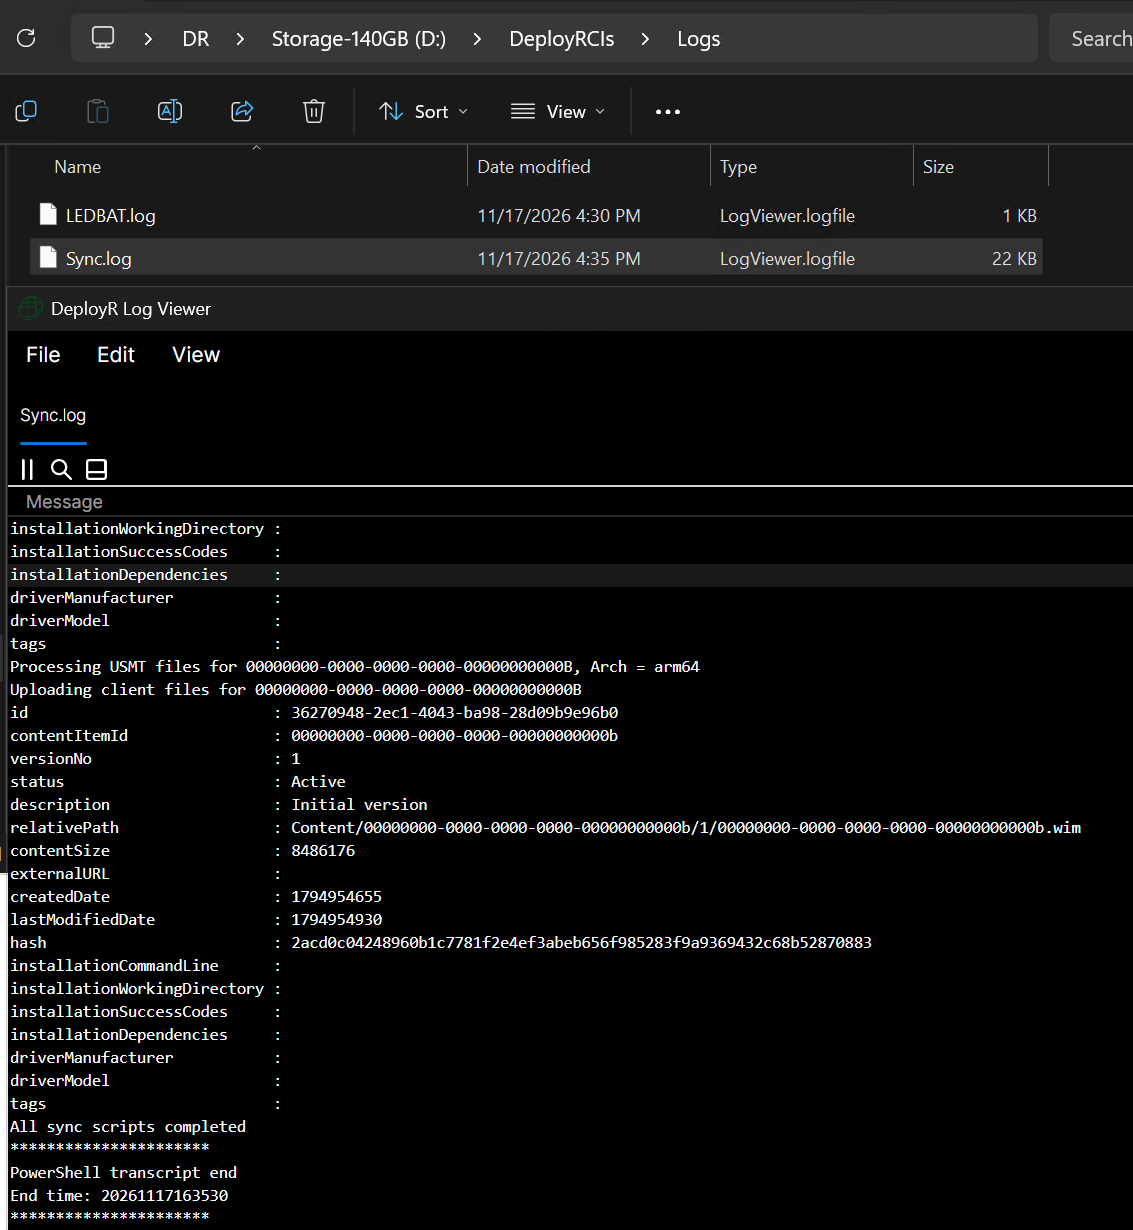 DR > Storage-140GB (D:) > DeployRCIs > Logs
Search
Sort View
Name Date modified Type Size
LEDBAT.log 11/17/2026 4:30 PM LogViewer.logfile 1 KB
Sync.log 11/17/2026 4:35 PM LogViewer.logfile 22 KB
DeployR Log Viewer
File Edit View
Sync.log
Message
installationWorkingDirectory :
installationSuccessCodes :
installationDependencies :
driverManufacturer :
driverModel :
tags :
Processing USMT files for 00000000-0000-0000-0000-00000000000B, Arch = arm64
Uploading client files for 00000000-0000-0000-0000-00000000000B
id : 36270948-2ec1-4043-ba98-28d09b9e96b0
contentItemId : 00000000-0000-0000-0000-00000000000b
versionNo : 1
status : Active
description : Initial version
relativePath : Content/00000000-0000-0000-0000-00000000000b/1/00000000-0000-0000-0000-00000000000b.wim
contentSize : 8486176
externalURL :
createdDate : 1794954655
lastModifiedDate : 1794954930
hash : 2acd0c04248960b1c7781f2e4ef3abeb656f985283f9a9369432c68b52870883
installationCommandLine :
installationWorkingDirectory :
installationSuccessCodes :
installationDependencies :
driverManufacturer :
driverModel :
tags :
All sync scripts completed
**********************
PowerShell transcript end
End time: 20261117163530
**********************